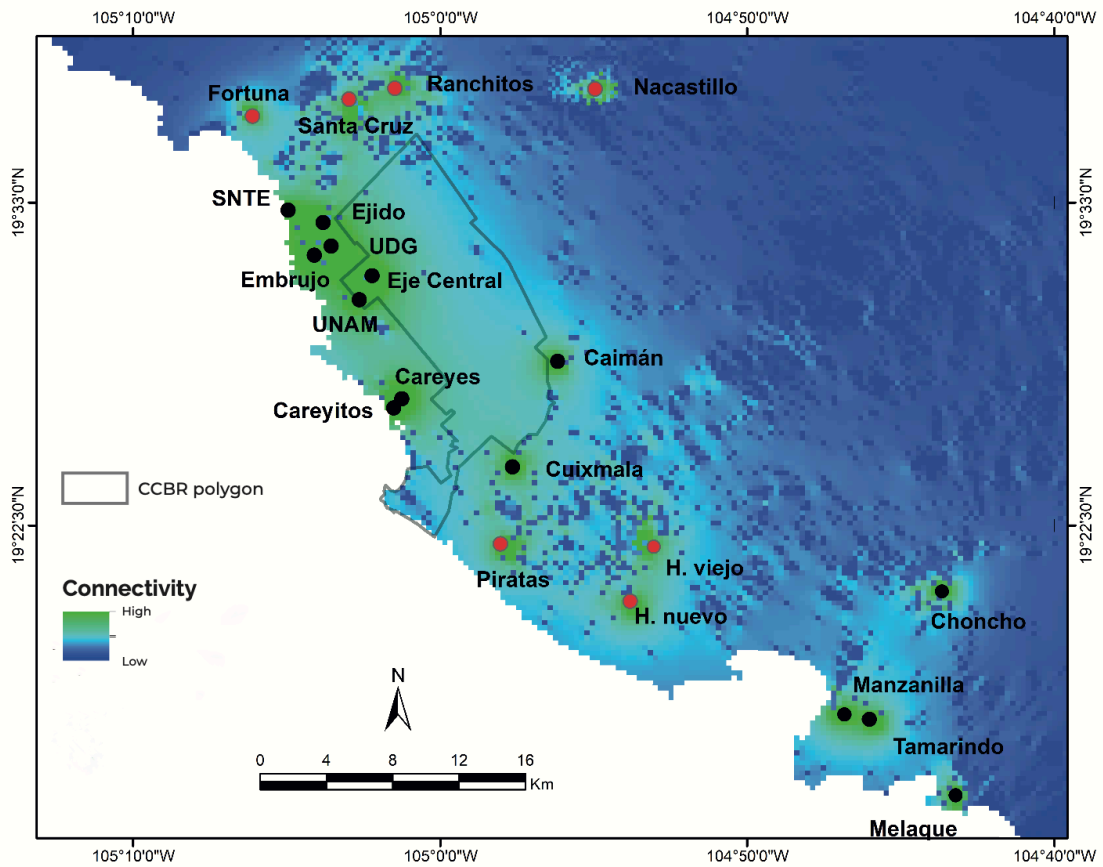 105°10'0"W 105°0'0"W 104°50'0"W 104°40'0"W
Ranchitos
Nacastillo
Fortuna
Santa Cruz
19°33'0"N 19°33'0"N
SNTE
Ejido
UDG
Embrujo
Eje Central
UNAM
Caimán
Careyes
Careyitos
Cuixmala
CCBR polygon
19°22'30"N 19°22'30"N
H. viejo
Piratas
Connectivity
High
Low
H. nuevo
Choncho
N
Manzanilla
Tamarindo
0 4 8 12 16
Km
Melaque
105°10'0"W 105°0'0"W 104°50'0"W 104°40'0"W